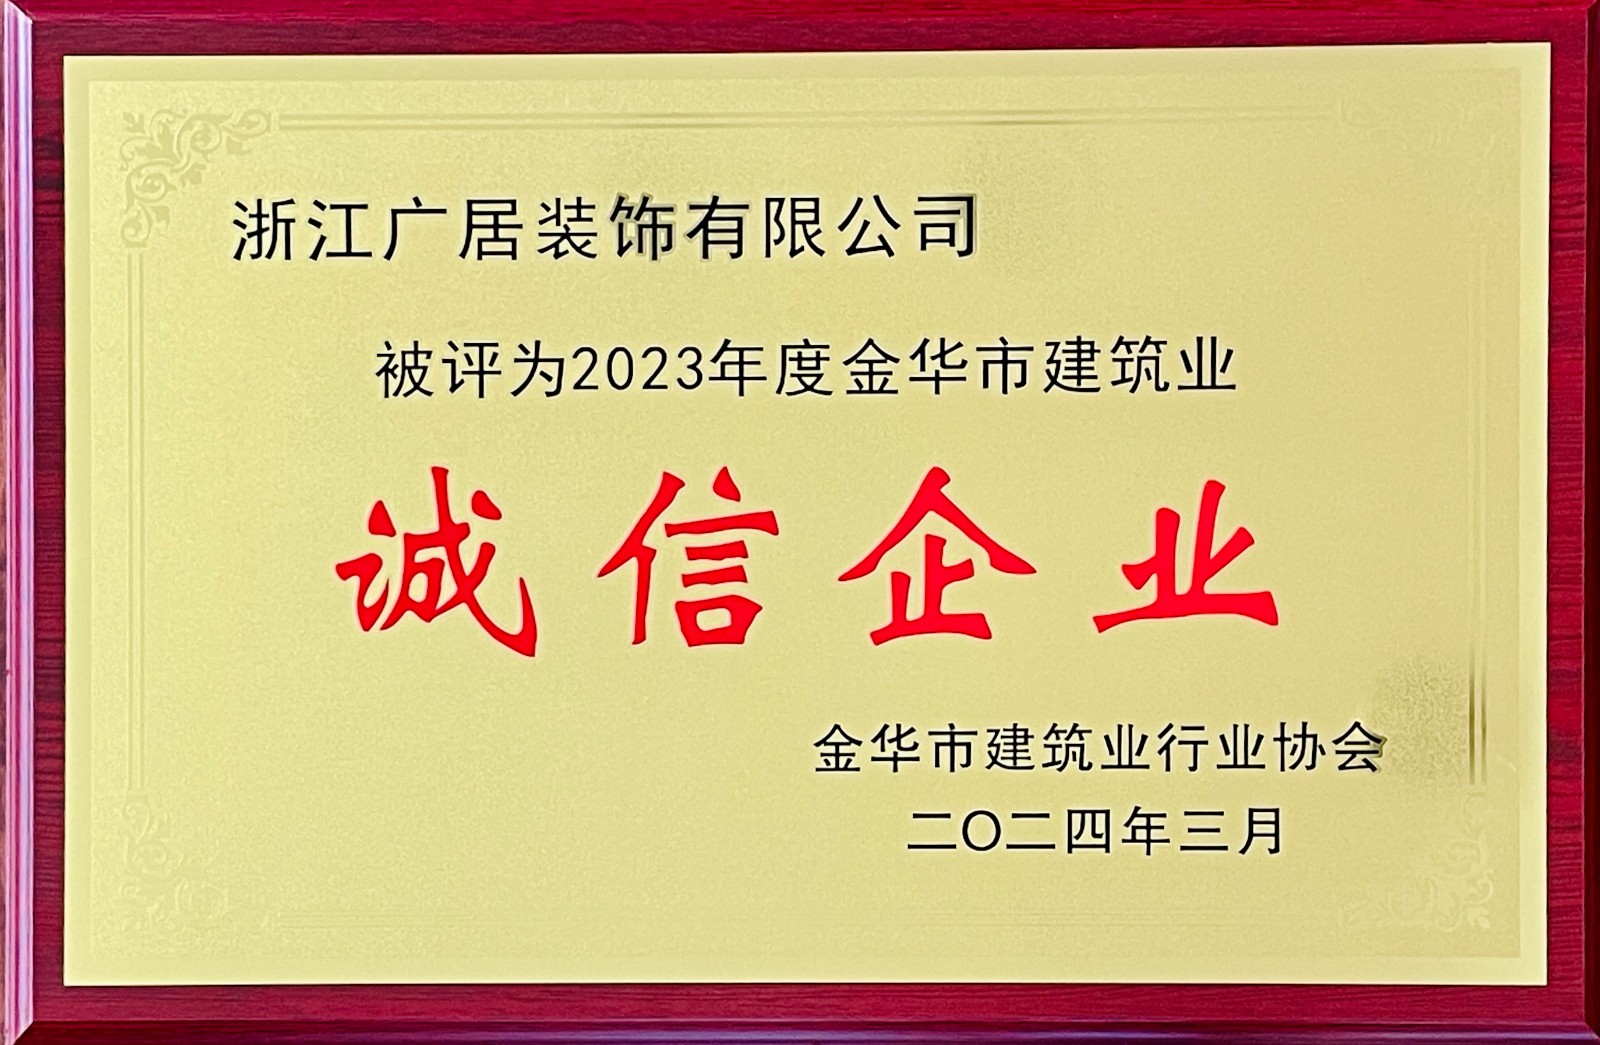 浙江广居装饰有限公司
被评为2023年度金华市建筑业
诚信企业
金华市建筑业行业协会
二〇二四年三月